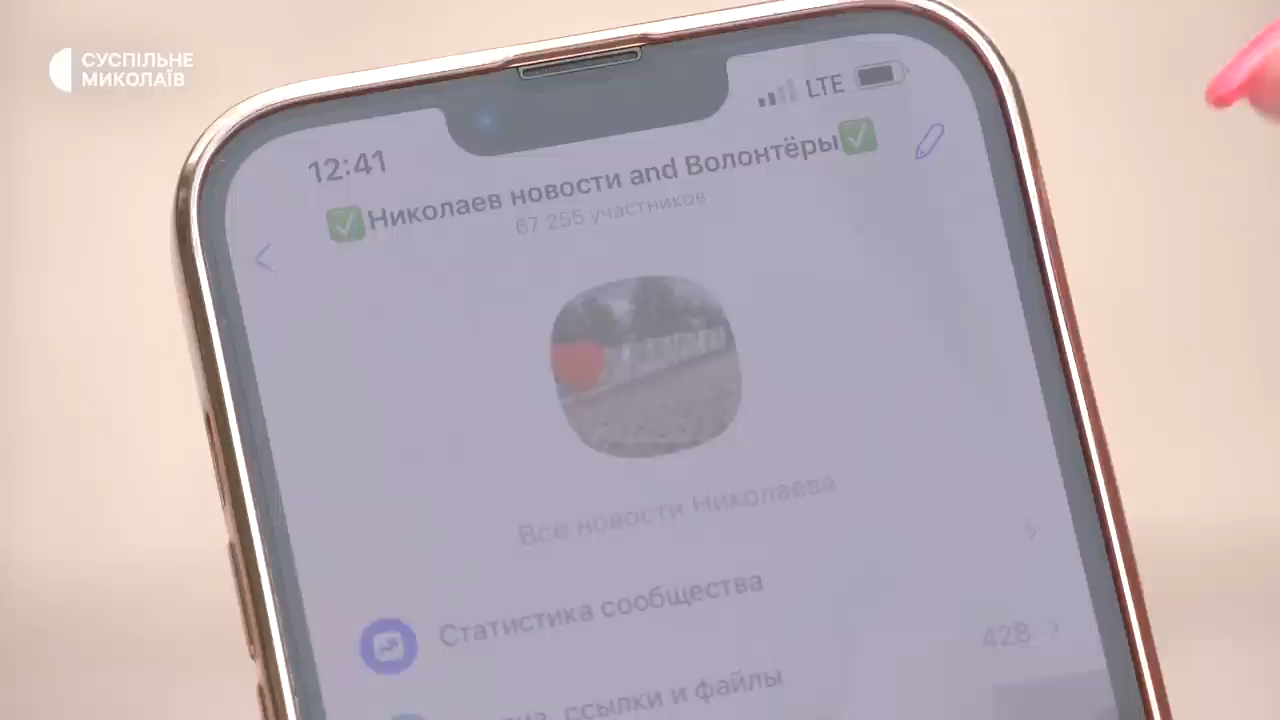 СУСПІЛЬНЕ
МИКОЛАЇВ
12:41
LTE
✅Николаев новости and Волонтёры✅
67 255 участников
Все новости Николаева
Статистика сообщества
428
ссылки и файлы